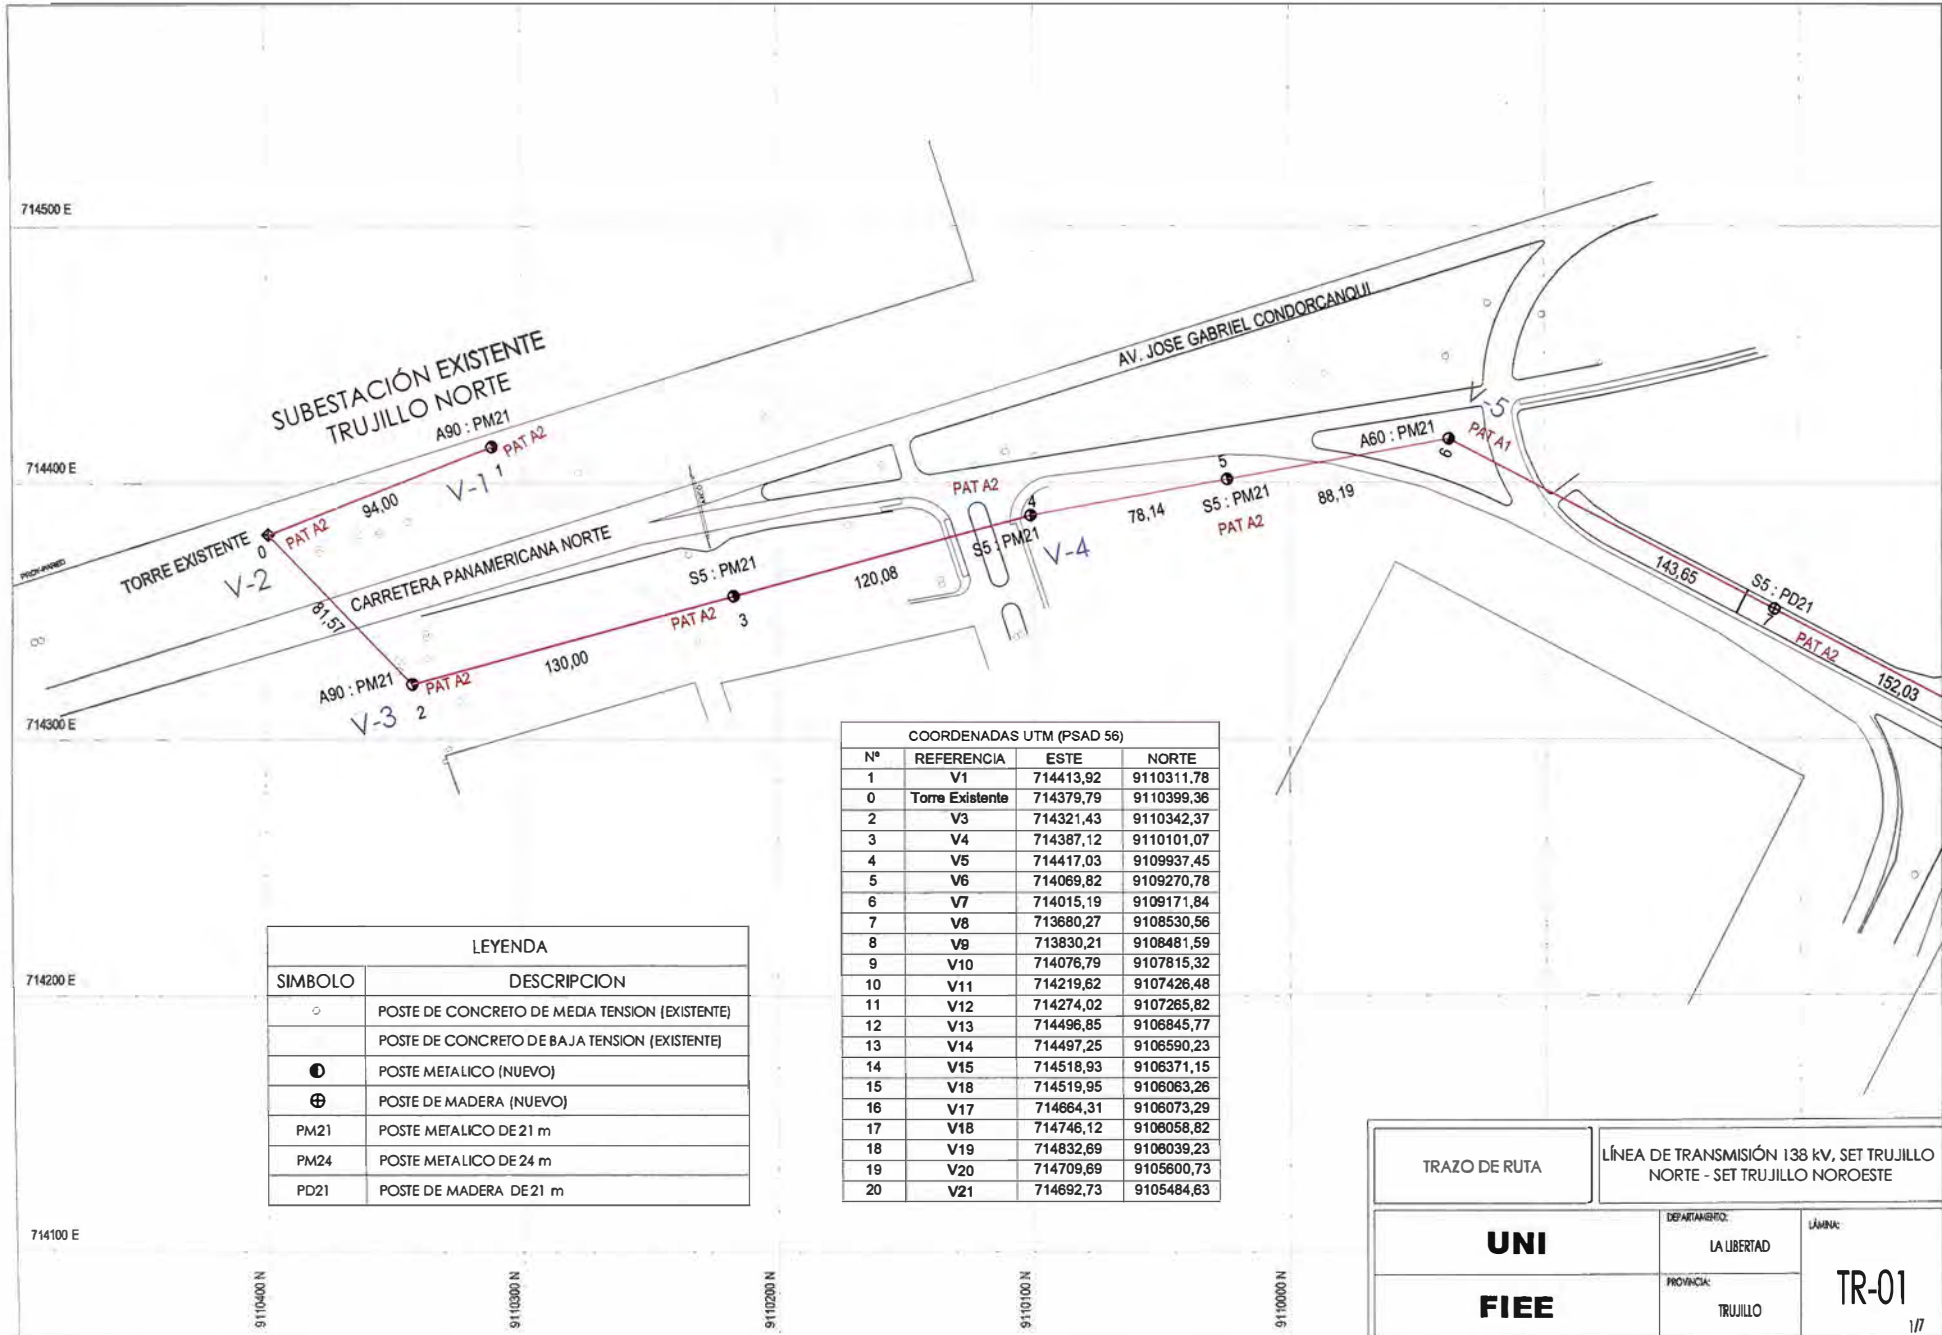 714500 E
714400 E
714300 E
714200 E
714100 E
9110400 N
9110300 N
9110200 N
9110100 N
9110000 N
SUBESTACIÓN EXISTENTE
TRUJILLO NORTE
A90 : PM21
PAT A2
1
V-1
94,00
TORRE EXISTENTE
0
PAT A2
V-2
81,57
CARRETERA PANAMERICANA NORTE
A90 : PM21
PAT A2
V-3
2
130,00
S5 : PM21
PAT A2
3
120,08
PAT A2
4
S5 : PM21
V-4
78,14
5
S5 : PM21
PAT A2
88,19
AV. JOSE GABRIEL CONDORCANQUI
V-5
A60 : PM21
PAT A1
6
143,65
S5 : PD21
7
PAT A2
152,03
COORDENADAS UTM (PSAD 56)
Nº REFERENCIA ESTE NORTE
1 V1 714413,92 9110311,78
0 Torre Existente 714379,79 9110399,36
2 V3 714321,43 9110342,37
3 V4 714387,12 9110101,07
4 V5 714417,03 9109937,45
5 V6 714069,82 9109270,78
6 V7 714015,19 9109171,84
7 V8 713680,27 9108530,56
8 V9 713830,21 9108481,59
9 V10 714076,79 9107815,32
10 V11 714219,62 9107426,48
11 V12 714274,02 9107265,82
12 V13 714496,85 9106845,77
13 V14 714497,25 9106590,23
14 V15 714518,93 9106371,15
15 V18 714519,95 9106063,26
16 V17 714664,31 9106073,29
17 V18 714746,12 9106058,82
18 V19 714832,69 9106039,23
19 V20 714709,69 9105600,73
20 V21 714692,73 9105484,63
LEYENDA
SIMBOLO DESCRIPCION
POSTE DE CONCRETO DE MEDIA TENSION (EXISTENTE)
POSTE DE CONCRETO DE BAJA TENSION (EXISTENTE)
POSTE METALICO (NUEVO)
POSTE DE MADERA (NUEVO)
PM21 POSTE METALICO DE 21 m
PM24 POSTE METALICO DE 24 m
PD21 POSTE DE MADERA DE 21 m
TRAZO DE RUTA
LÍNEA DE TRANSMISIÓN 138 kV, SET TRUJILLO
NORTE - SET TRUJILLO NOROESTE
UNI
FIEE
DEPARTAMENTO:
LA LIBERTAD
PROVINCIA:
TRUJILLO
LÁMINA:
TR-01
1/7